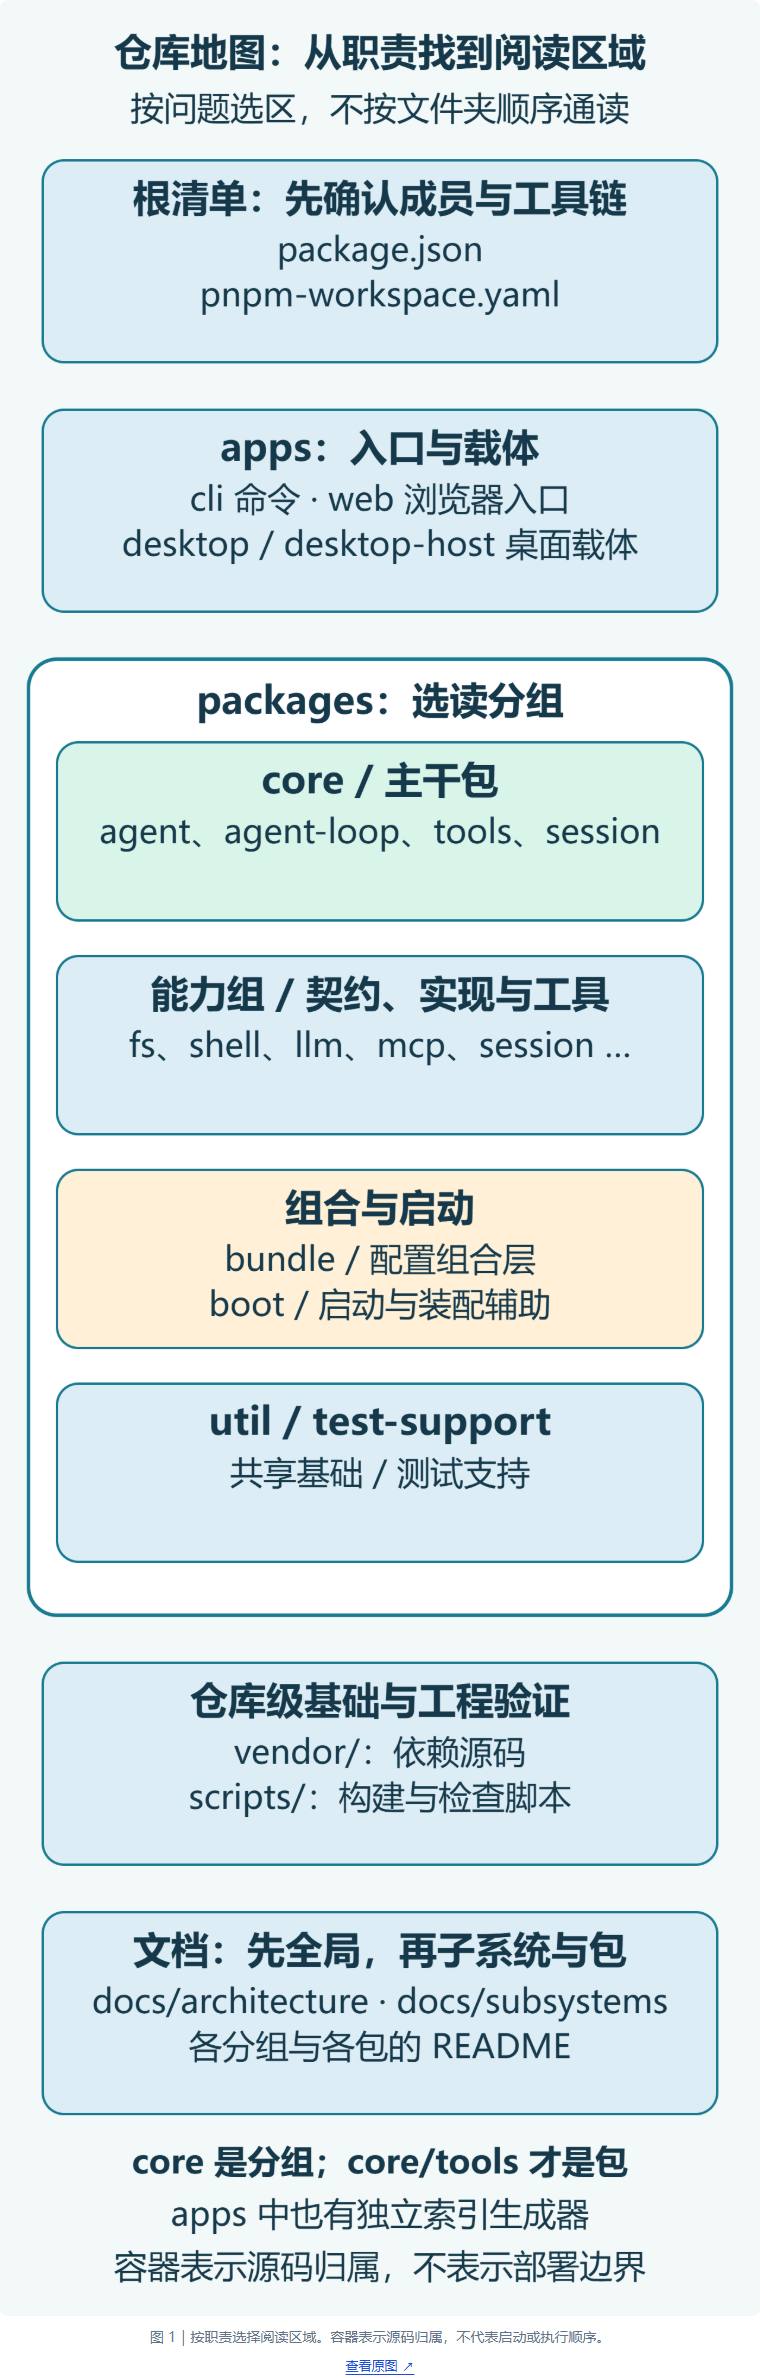 仓库地图：从职责找到阅读区域
按问题选区，不按文件夹顺序通读
根清单：先确认成员与工具链
package.json
pnpm-workspace.yaml
apps：入口与载体
cli 命令 · web 浏览器入口
desktop / desktop-host 桌面载体
packages：选读分组
core / 主干包
agent、agent-loop、tools、session
能力组 / 契约、实现与工具
fs、shell、llm、mcp、session ...
组合与启动
bundle / 配置组合层
boot / 启动与装配辅助
util / test-support
共享基础 / 测试支持
仓库级基础与工程验证
vendor/：依赖源码
scripts/：构建与检查脚本
文档：先全局，再子系统与包
docs/architecture · docs/subsystems
各分组与各包的 README
core 是分组；core/tools 才是包
apps 中也有独立索引生成器
容器表示源码归属，不表示部署边界
图 1｜按职责选择阅读区域。容器表示源码归属，不代表启动或执行顺序。
查看原图 ↗